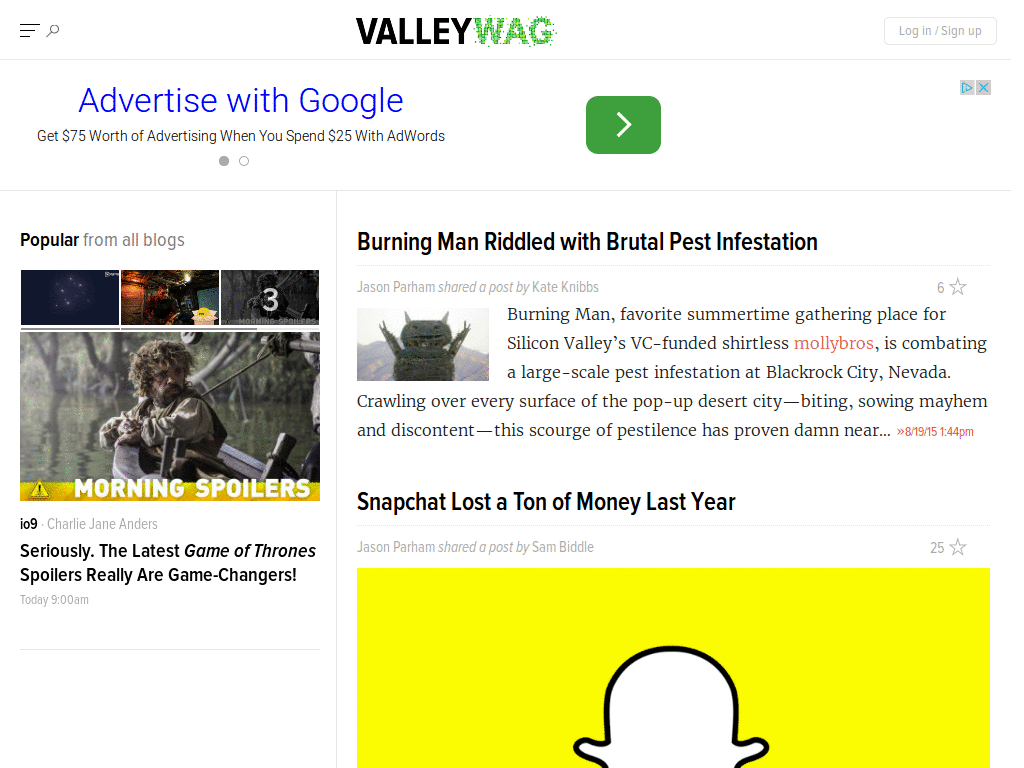 VALLEYWAG
Log in / Sign up
Advertise with Google
Get $75 Worth of Advertising When You Spend $25 With AdWords
Popular from all blogs
3
MORNING SPOILERS
MORNING SPOILERS
io9 · Charlie Jane Anders
Seriously. The Latest Game of Thrones
Spoilers Really Are Game-Changers!
Today 9:00am
Burning Man Riddled with Brutal Pest Infestation
Jason Parham shared a post by Kate Knibbs
6
Burning Man, favorite summertime gathering place for
Silicon Valley’s VC-funded shirtless mollybros, is combating
a large-scale pest infestation at Blackrock City, Nevada.
Crawling over every surface of the pop-up desert city—biting, sowing mayhem
and discontent—this scourge of pestilence has proven damn near... »8/19/15 1:44pm
Snapchat Lost a Ton of Money Last Year
Jason Parham shared a post by Sam Biddle
25